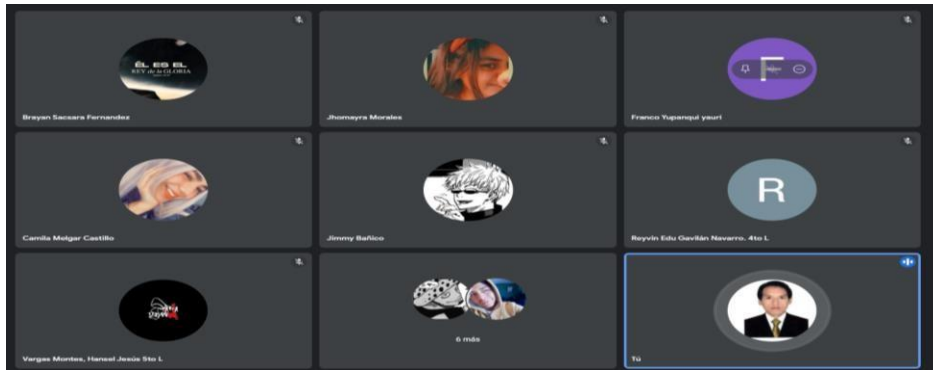 ÉL ES EL
REY de la GLORIA
Brayan Sacsara Fernandez
Jhomayra Morales
F
Franco Yupanqui yauri
Camila Melgar Castillo
Jimmy Bañico
R
Reyvin Edu Gavilán Navarro. 4to L
Vargas Montes, Hansel Jesús 5to L
6 más
Tú